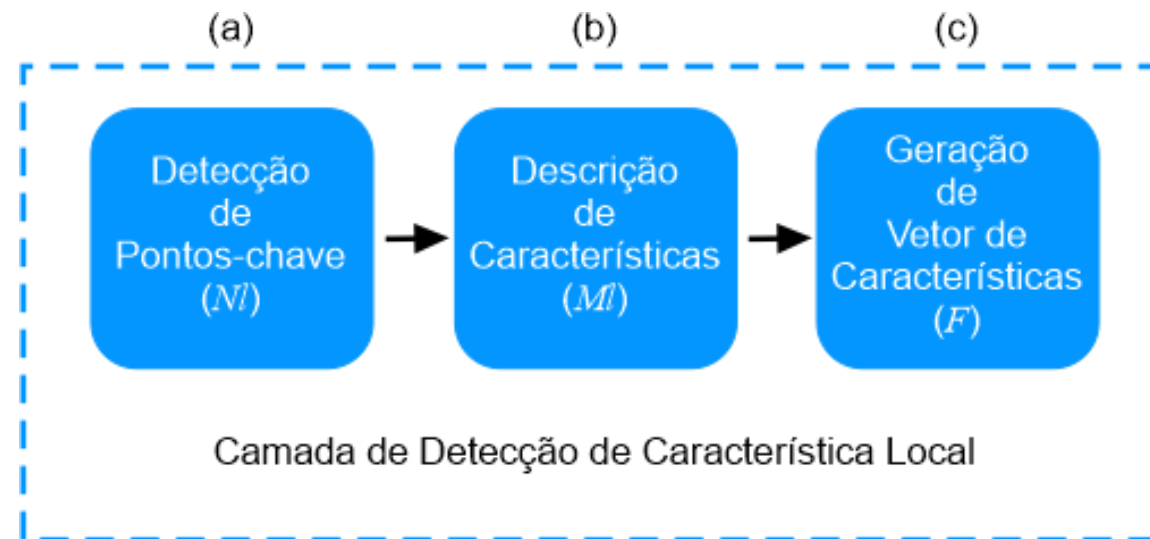 (a)
(b)
(c)
Detecção
de
Pontos-chave
(Nl)
Descrição
de
Características
(Ml)
Geração
de
Vetor de
Características
(F)
Camada de Detecção de Característica Local